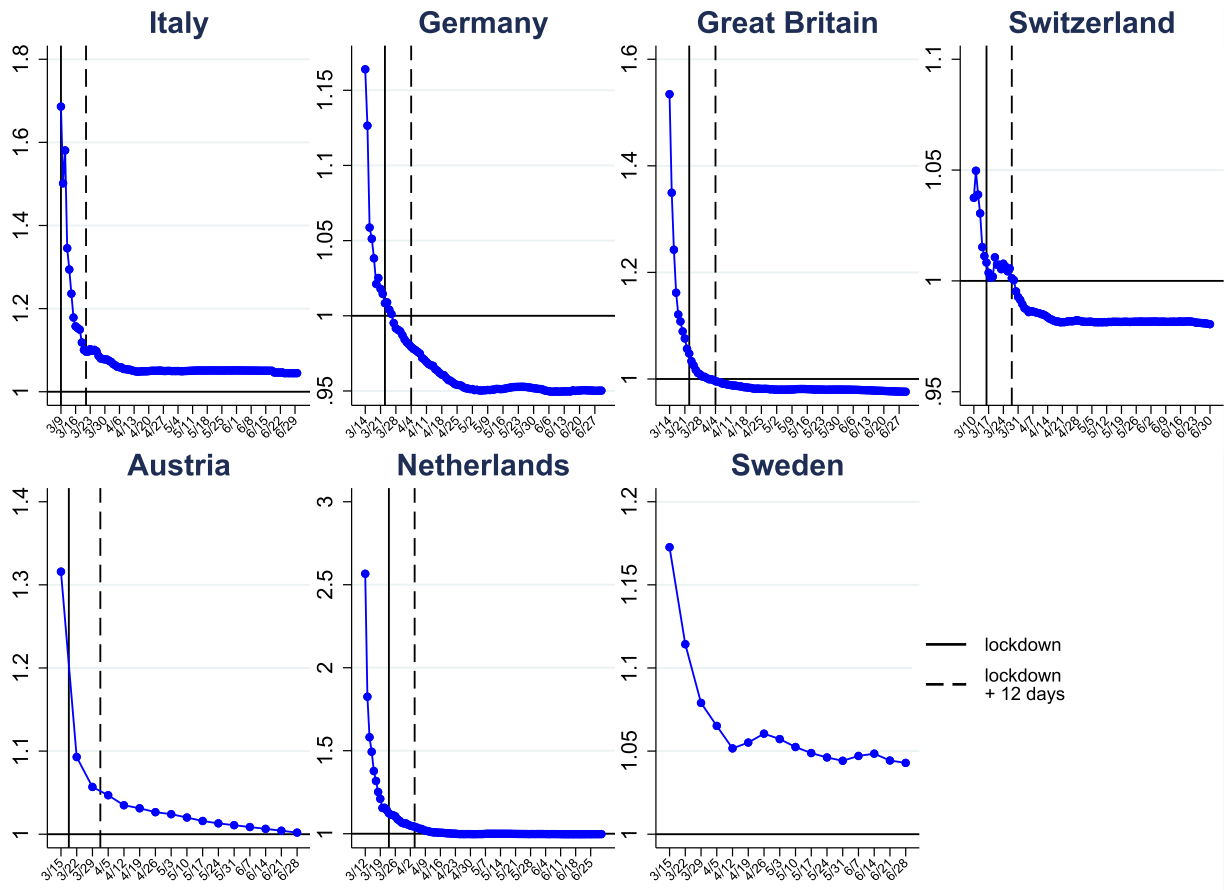 Italy
1.8
1.6
1.4
1.2
1
3/9 3/16 3/23 3/30 4/6 4/13 4/20 4/27 5/4 5/11 5/18 5/25 6/1 6/8 6/15 6/22 6/29
Germany
1.15
1.1
1.05
1
.95
3/14 3/21 3/28 4/4 4/11 4/18 4/25 5/2 5/9 5/16 5/23 5/30 6/6 6/13 6/20 6/27
Great Britain
1.6
1.4
1.2
1
3/14 3/21 3/28 4/4 4/11 4/18 4/25 5/2 5/9 5/16 5/23 5/30 6/6 6/13 6/20 6/27
Switzerland
1.1
1.05
1
.95
3/10 3/17 3/24 3/31 4/7 4/14 4/21 4/28 5/5 5/12 5/19 5/26 6/2 6/9 6/16 6/23 6/30
Austria
1.4
1.3
1.2
1.1
1
3/15 3/22 3/29 4/5 4/12 4/19 4/26 5/3 5/10 5/17 5/24 5/31 6/7 6/14 6/21 6/28
Netherlands
3
2.5
2
1.5
1
3/12 3/19 3/26 4/2 4/9 4/16 4/23 4/30 5/7 5/14 5/21 5/28 6/4 6/11 6/18 6/25
Sweden
1.2
1.15
1.1
1.05
1
3/15 3/22 3/29 4/5 4/12 4/19 4/26 5/3 5/10 5/17 5/24 5/31 6/7 6/14 6/21 6/28
lockdown
lockdown
+ 12 days